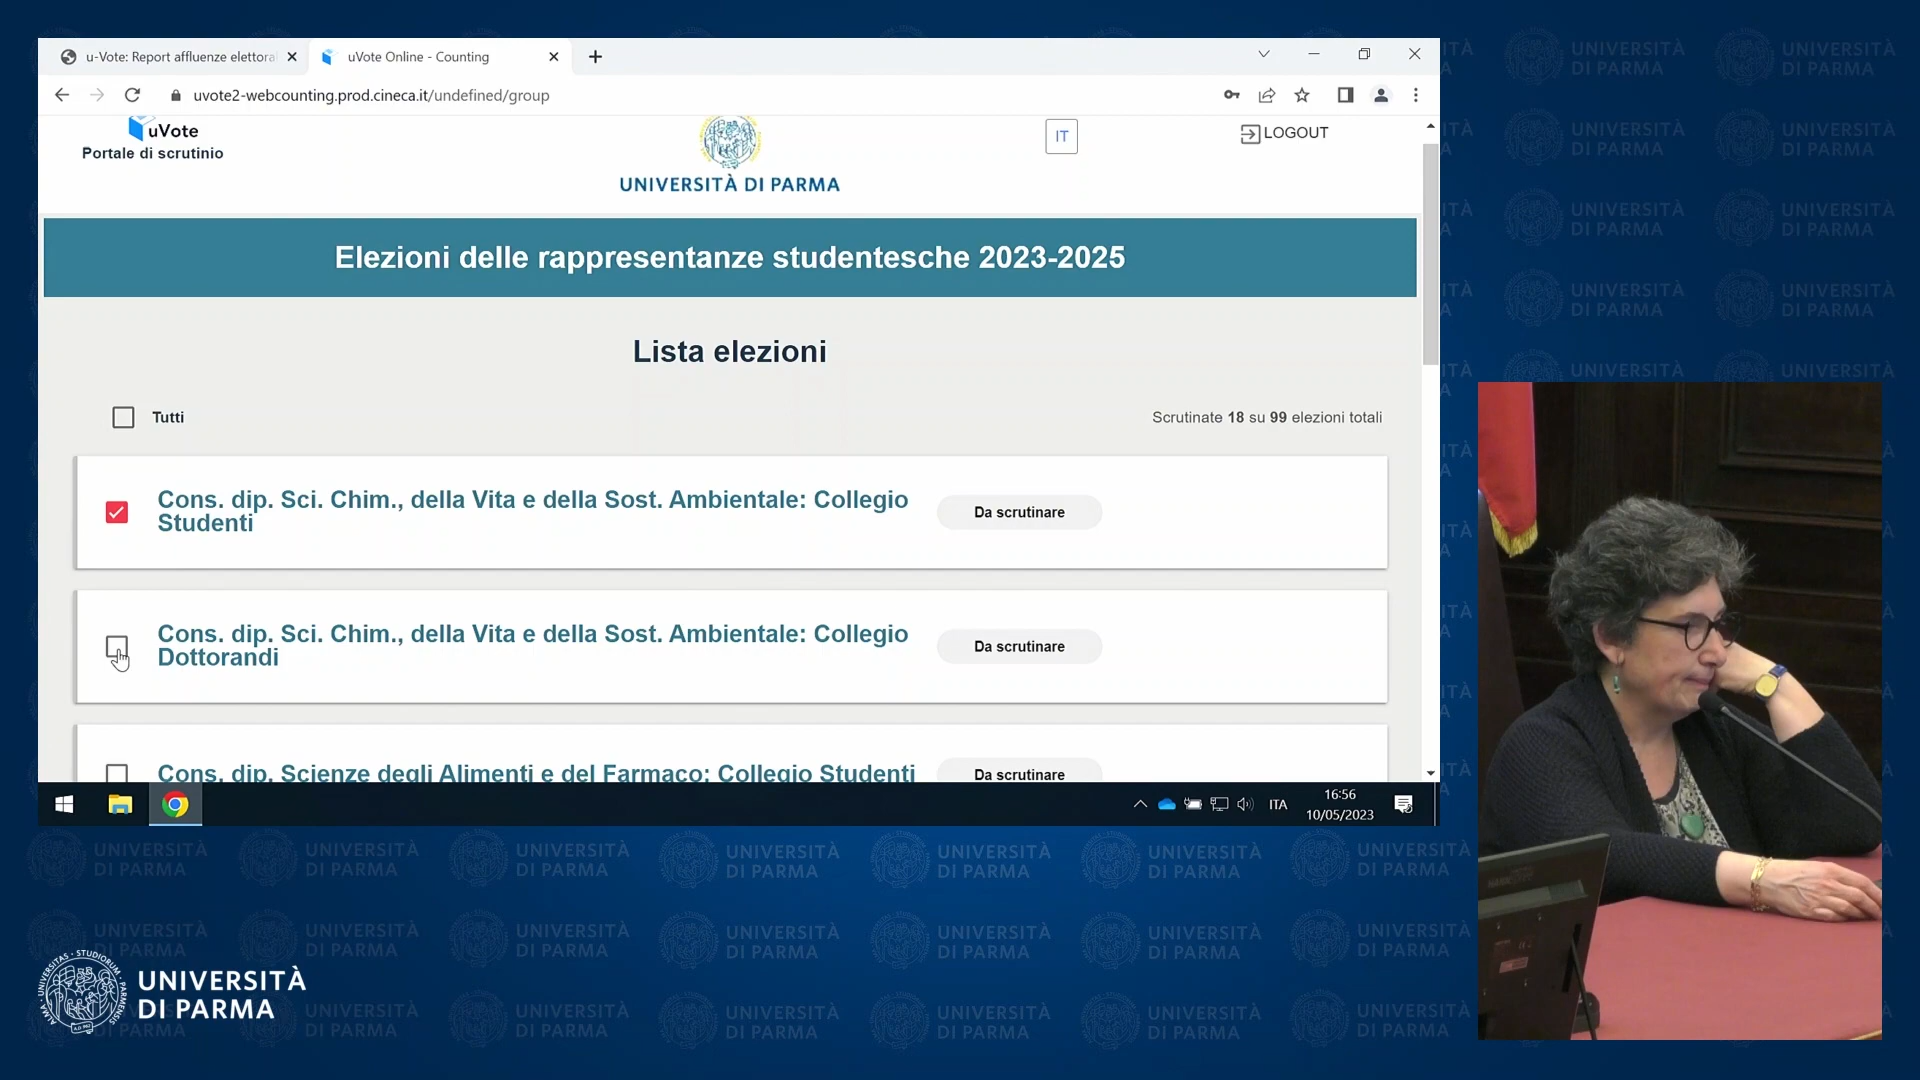 u-Vote: Report affluenze elettora
uVote Online - Counting
uvote2-webcounting.prod.cineca.it/undefined/group
uVote
Portale di scrutinio
UNIVERSITÀ DI PARMA
IT
LOGOUT
Elezioni delle rappresentanze studentesche 2023-2025
Lista elezioni
Tutti
Scrutinate 18 su 99 elezioni totali
Cons. dip. Sci. Chim., della Vita e della Sost. Ambientale: Collegio
Studenti
Da scrutinare
Cons. dip. Sci. Chim., della Vita e della Sost. Ambientale: Collegio
Dottorandi
Da scrutinare
Cons. dip. Scienze degli Alimenti e del Farmaco: Collegio Studenti
Da scrutinare
ITA
16:56
10/05/2023
UNIVERSITÀ
DI PARMA